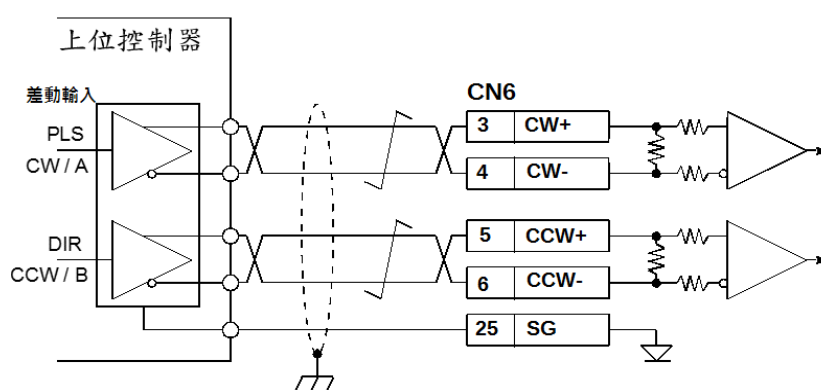 上位控制器
差動輸入
PLS
CW / A
DIR
CCW / B
CN6
3 CW+
4 CW-
5 CCW+
6 CCW-
25 SG